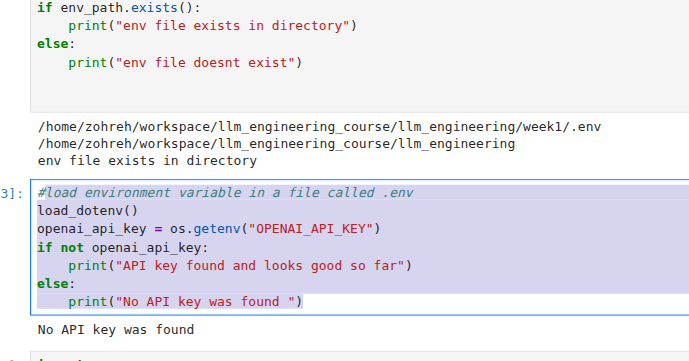 if env_path.exists():
    print("env file exists in directory")
else:
    print("env file doesnt exist")
/home/zohreh/workspace/llm_engineering_course/llm_engineering/week1/.env
/home/zohreh/workspace/llm_engineering_course/llm_engineering
env file exists in directory
3]:
#load environment variable in a file called .env
load_dotenv()
openai_api_key = os.getenv("OPENAI_API_KEY")
if not openai_api_key:
    print("API key found and looks good so far")
else:
    print("No API key was found ")
No API key was found